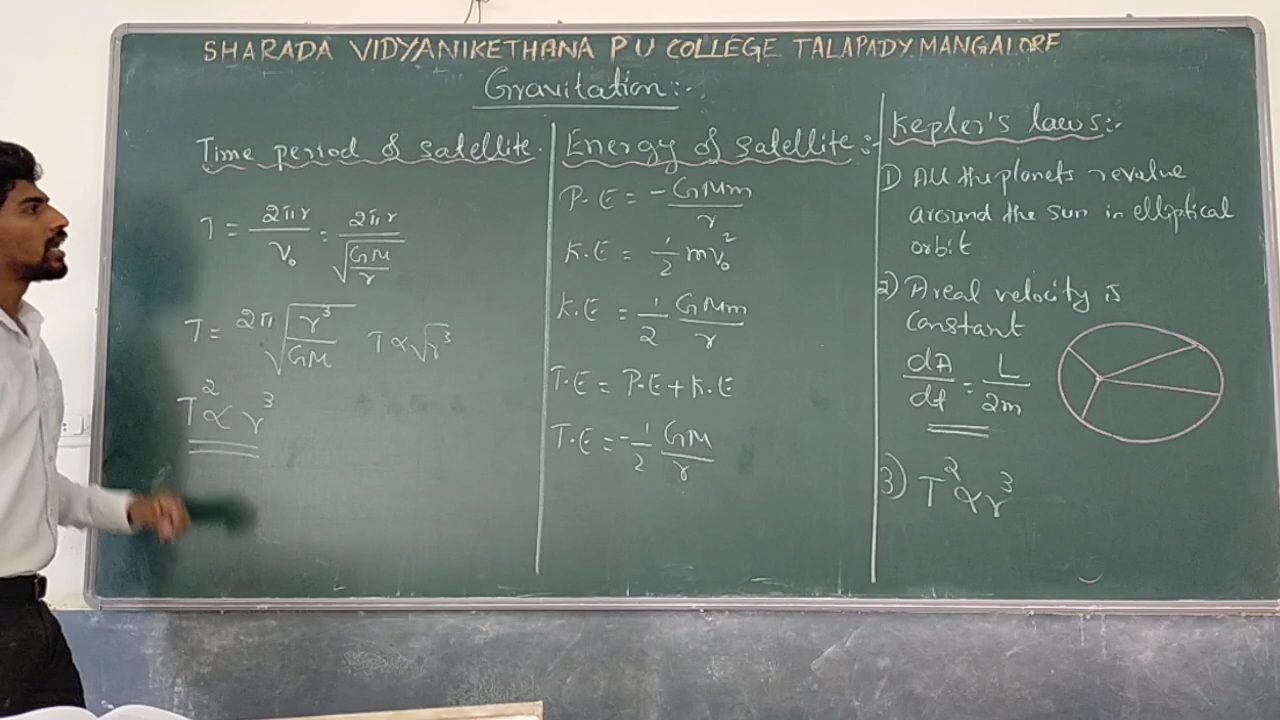 SHARADA VIDYANIKETHANA P U COLLEGE TALAPADY MANGALORE
Gravitation:-
Time period of satellite.
T = 2πr / V₀ = 2πr / √(GM/r)
T = 2π √(r³/GM) T ∝ √r³
T² ∝ r³
Energy of satellite:-
P.E = -GMm/r
K.E = 1/2 mv₀²
K.E = 1/2 GMm/r
T.E = P.E + K.E
T.E = -1/2 GM/r
Kepler's laws:-
1) All the planets revalue
around the sun in elliptical
orbit
2) Areal velocity is
Constant
dA/dt = L/2m
3) T² ∝ r³